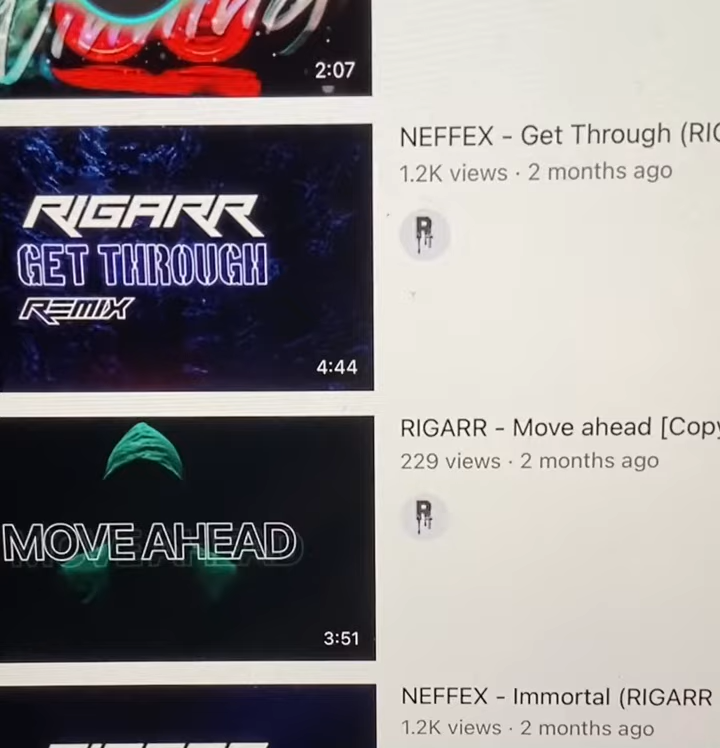 2:07
NEFFEX - Get Through (RIG
1.2K views · 2 months ago
RIGARR
GET THROUGH
REMIX
4:44
RIGARR - Move ahead [Copy
229 views · 2 months ago
MOVE AHEAD
3:51
NEFFEX - Immortal (RIGARR
1.2K views · 2 months ago